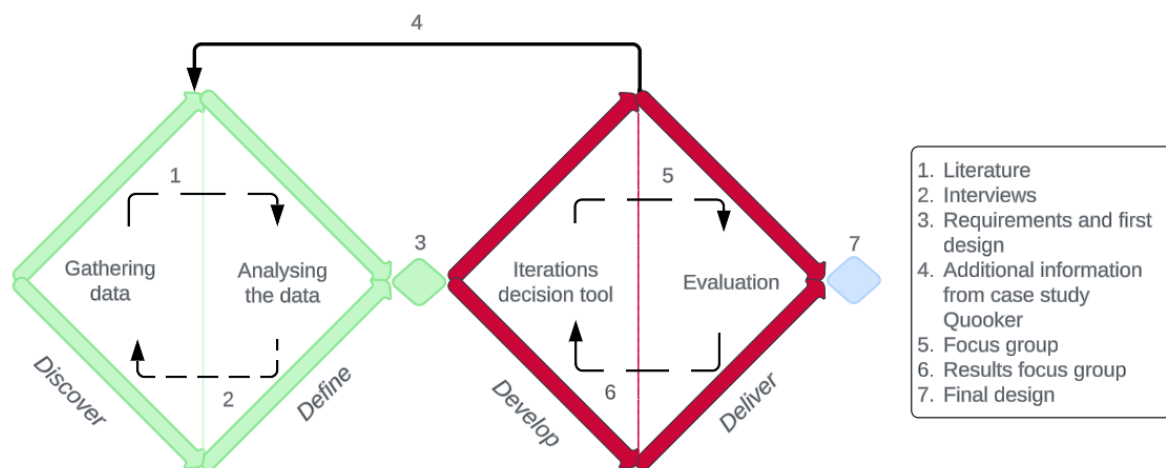 4
1
Gathering
data
Analysing
the data
2
Discover
Define
3
5
Iterations
decision tool
Evaluation
6
Develop
Deliver
7
1. Literature
2. Interviews
3. Requirements and first
design
4. Additional information
from case study
Quooker
5. Focus group
6. Results focus group
7. Final design